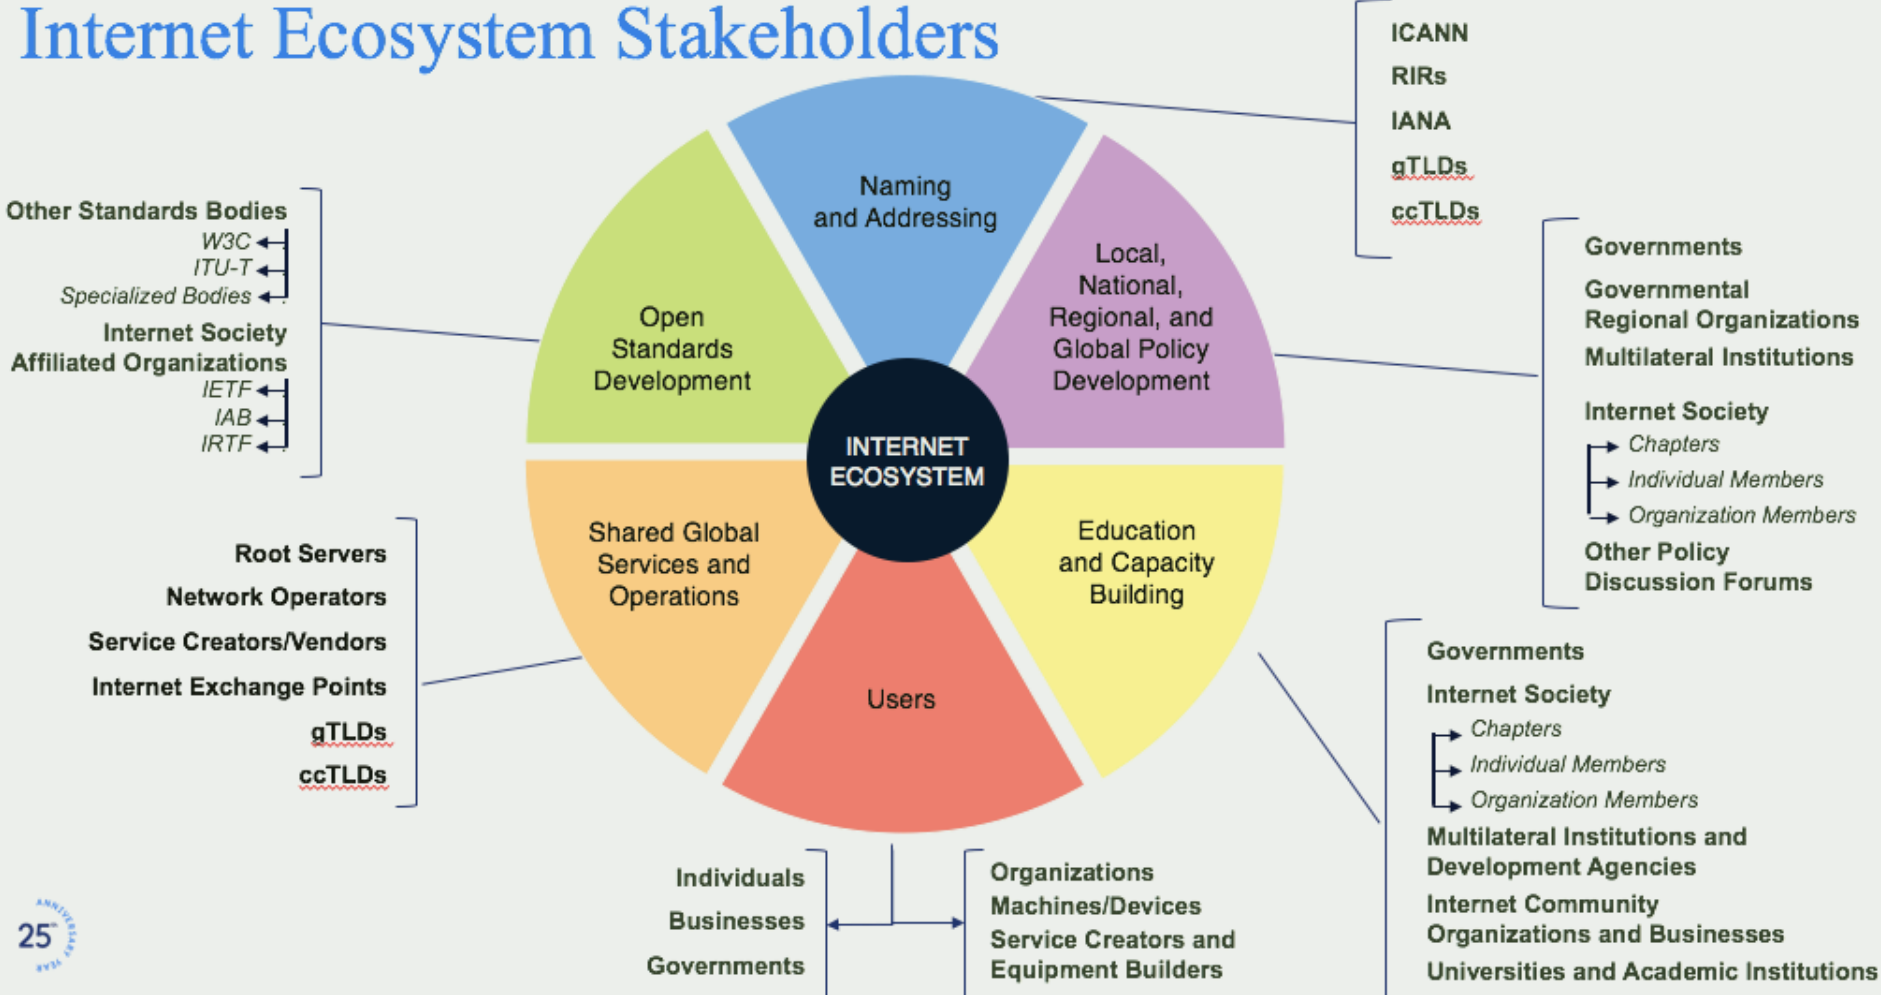 Internet Ecosystem Stakeholders
Naming
and Addressing
ICANN
RIRs
IANA
gTLDs
ccTLDs
Local,
National,
Regional, and
Global Policy
Development
Governments
Governmental
Regional Organizations
Multilateral Institutions
Internet Society
Chapters
Individual Members
Organization Members
Other Policy
Discussion Forums
Education
and Capacity
Building
Governments
Internet Society
Chapters
Individual Members
Organization Members
Multilateral Institutions and
Development Agencies
Internet Community
Organizations and Businesses
Universities and Academic Institutions
Users
Individuals
Businesses
Governments
Organizations
Machines/Devices
Service Creators and
Equipment Builders
Shared Global
Services and
Operations
Root Servers
Network Operators
Service Creators/Vendors
Internet Exchange Points
gTLDs
ccTLDs
Open
Standards
Development
Other Standards Bodies
W3C
ITU-T
Specialized Bodies
Internet Society
Affiliated Organizations
IETF
IAB
IRTF
INTERNET
ECOSYSTEM
25th
ANNIVERSARY YEAR